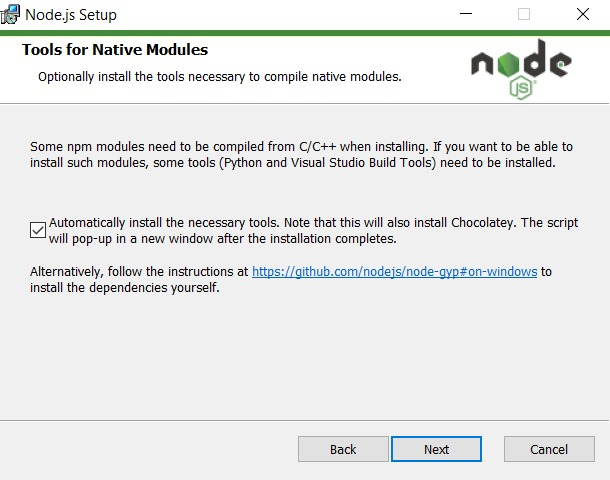 Node.js Setup
Tools for Native Modules
Optionally install the tools necessary to compile native modules.
node
JS
Some npm modules need to be compiled from C/C++ when installing. If you want to be able to
install such modules, some tools (Python and Visual Studio Build Tools) need to be installed.
Automatically install the necessary tools. Note that this will also install Chocolatey. The script
will pop-up in a new window after the installation completes.
Alternatively, follow the instructions at https://github.com/nodejs/node-gyp#on-windows to
install the dependencies yourself.
Back
Next
Cancel